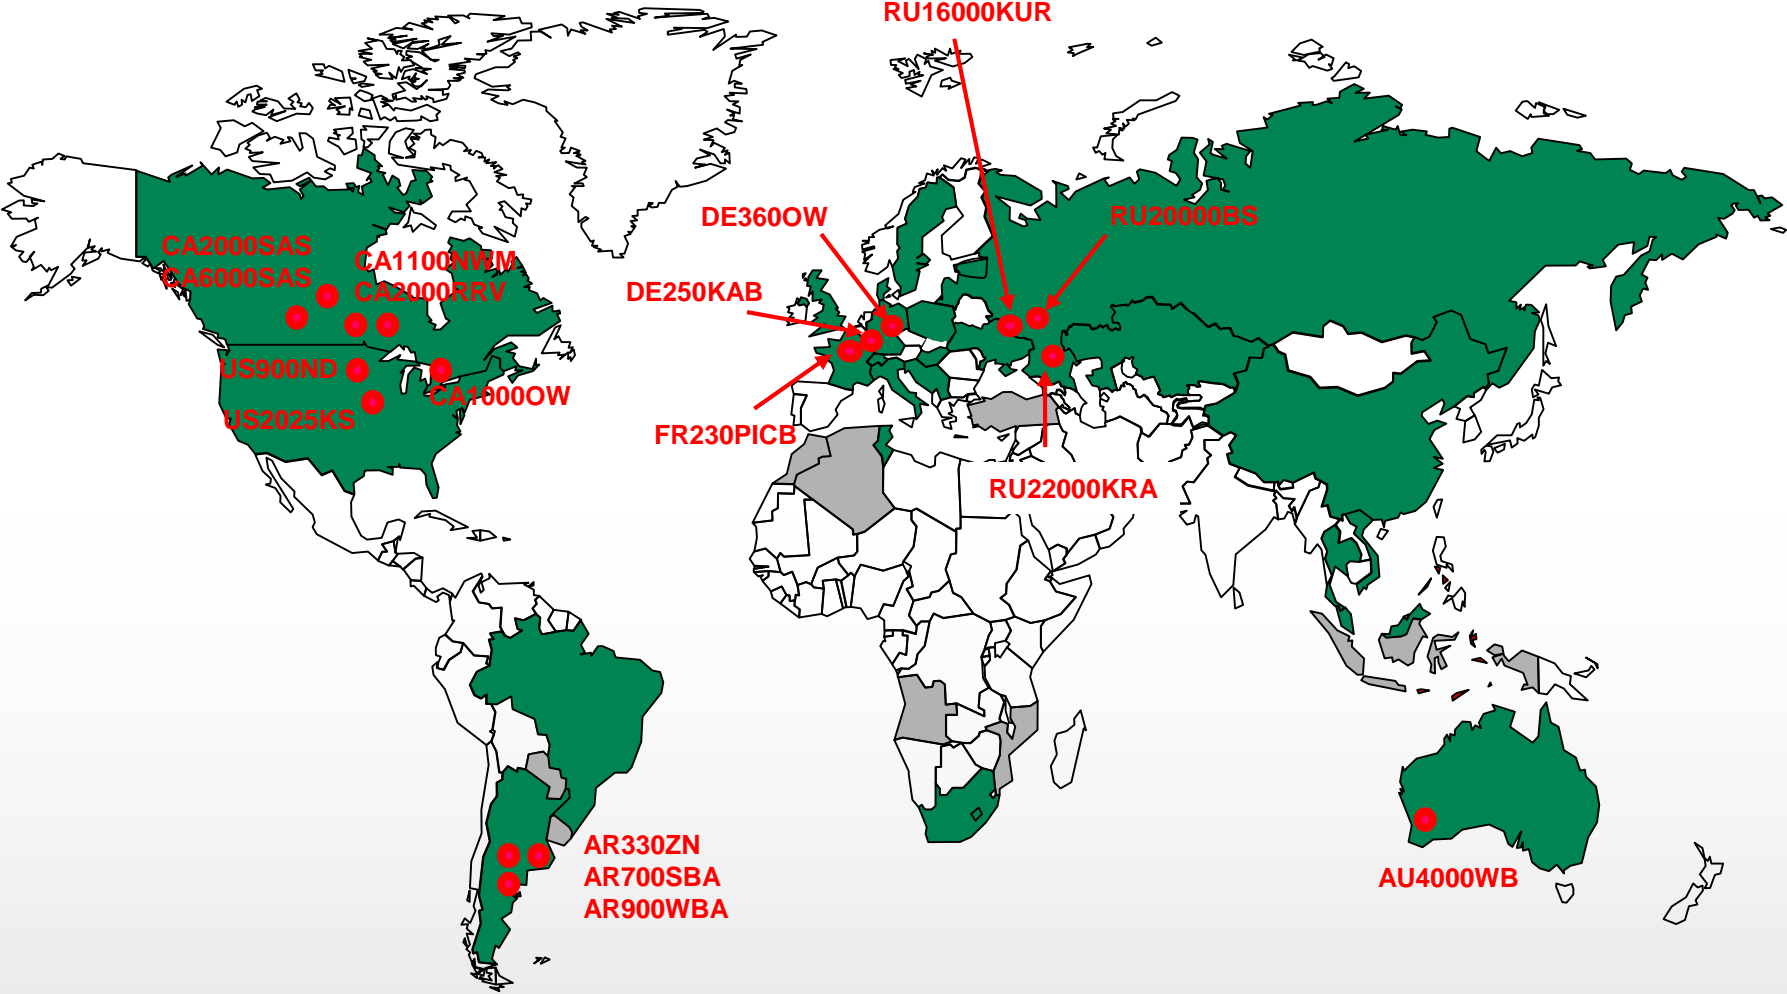 RU16000KUR
DE360OW
RU20000BS
CA2000SAS
CA6000SAS
CA1100NWM
CA2000RRV
DE250KAB
US900ND
CA1000OW
US2025KS
FR230PICB
RU22000KRA
AR330ZN
AR700SBA
AR900WBA
AU4000WB